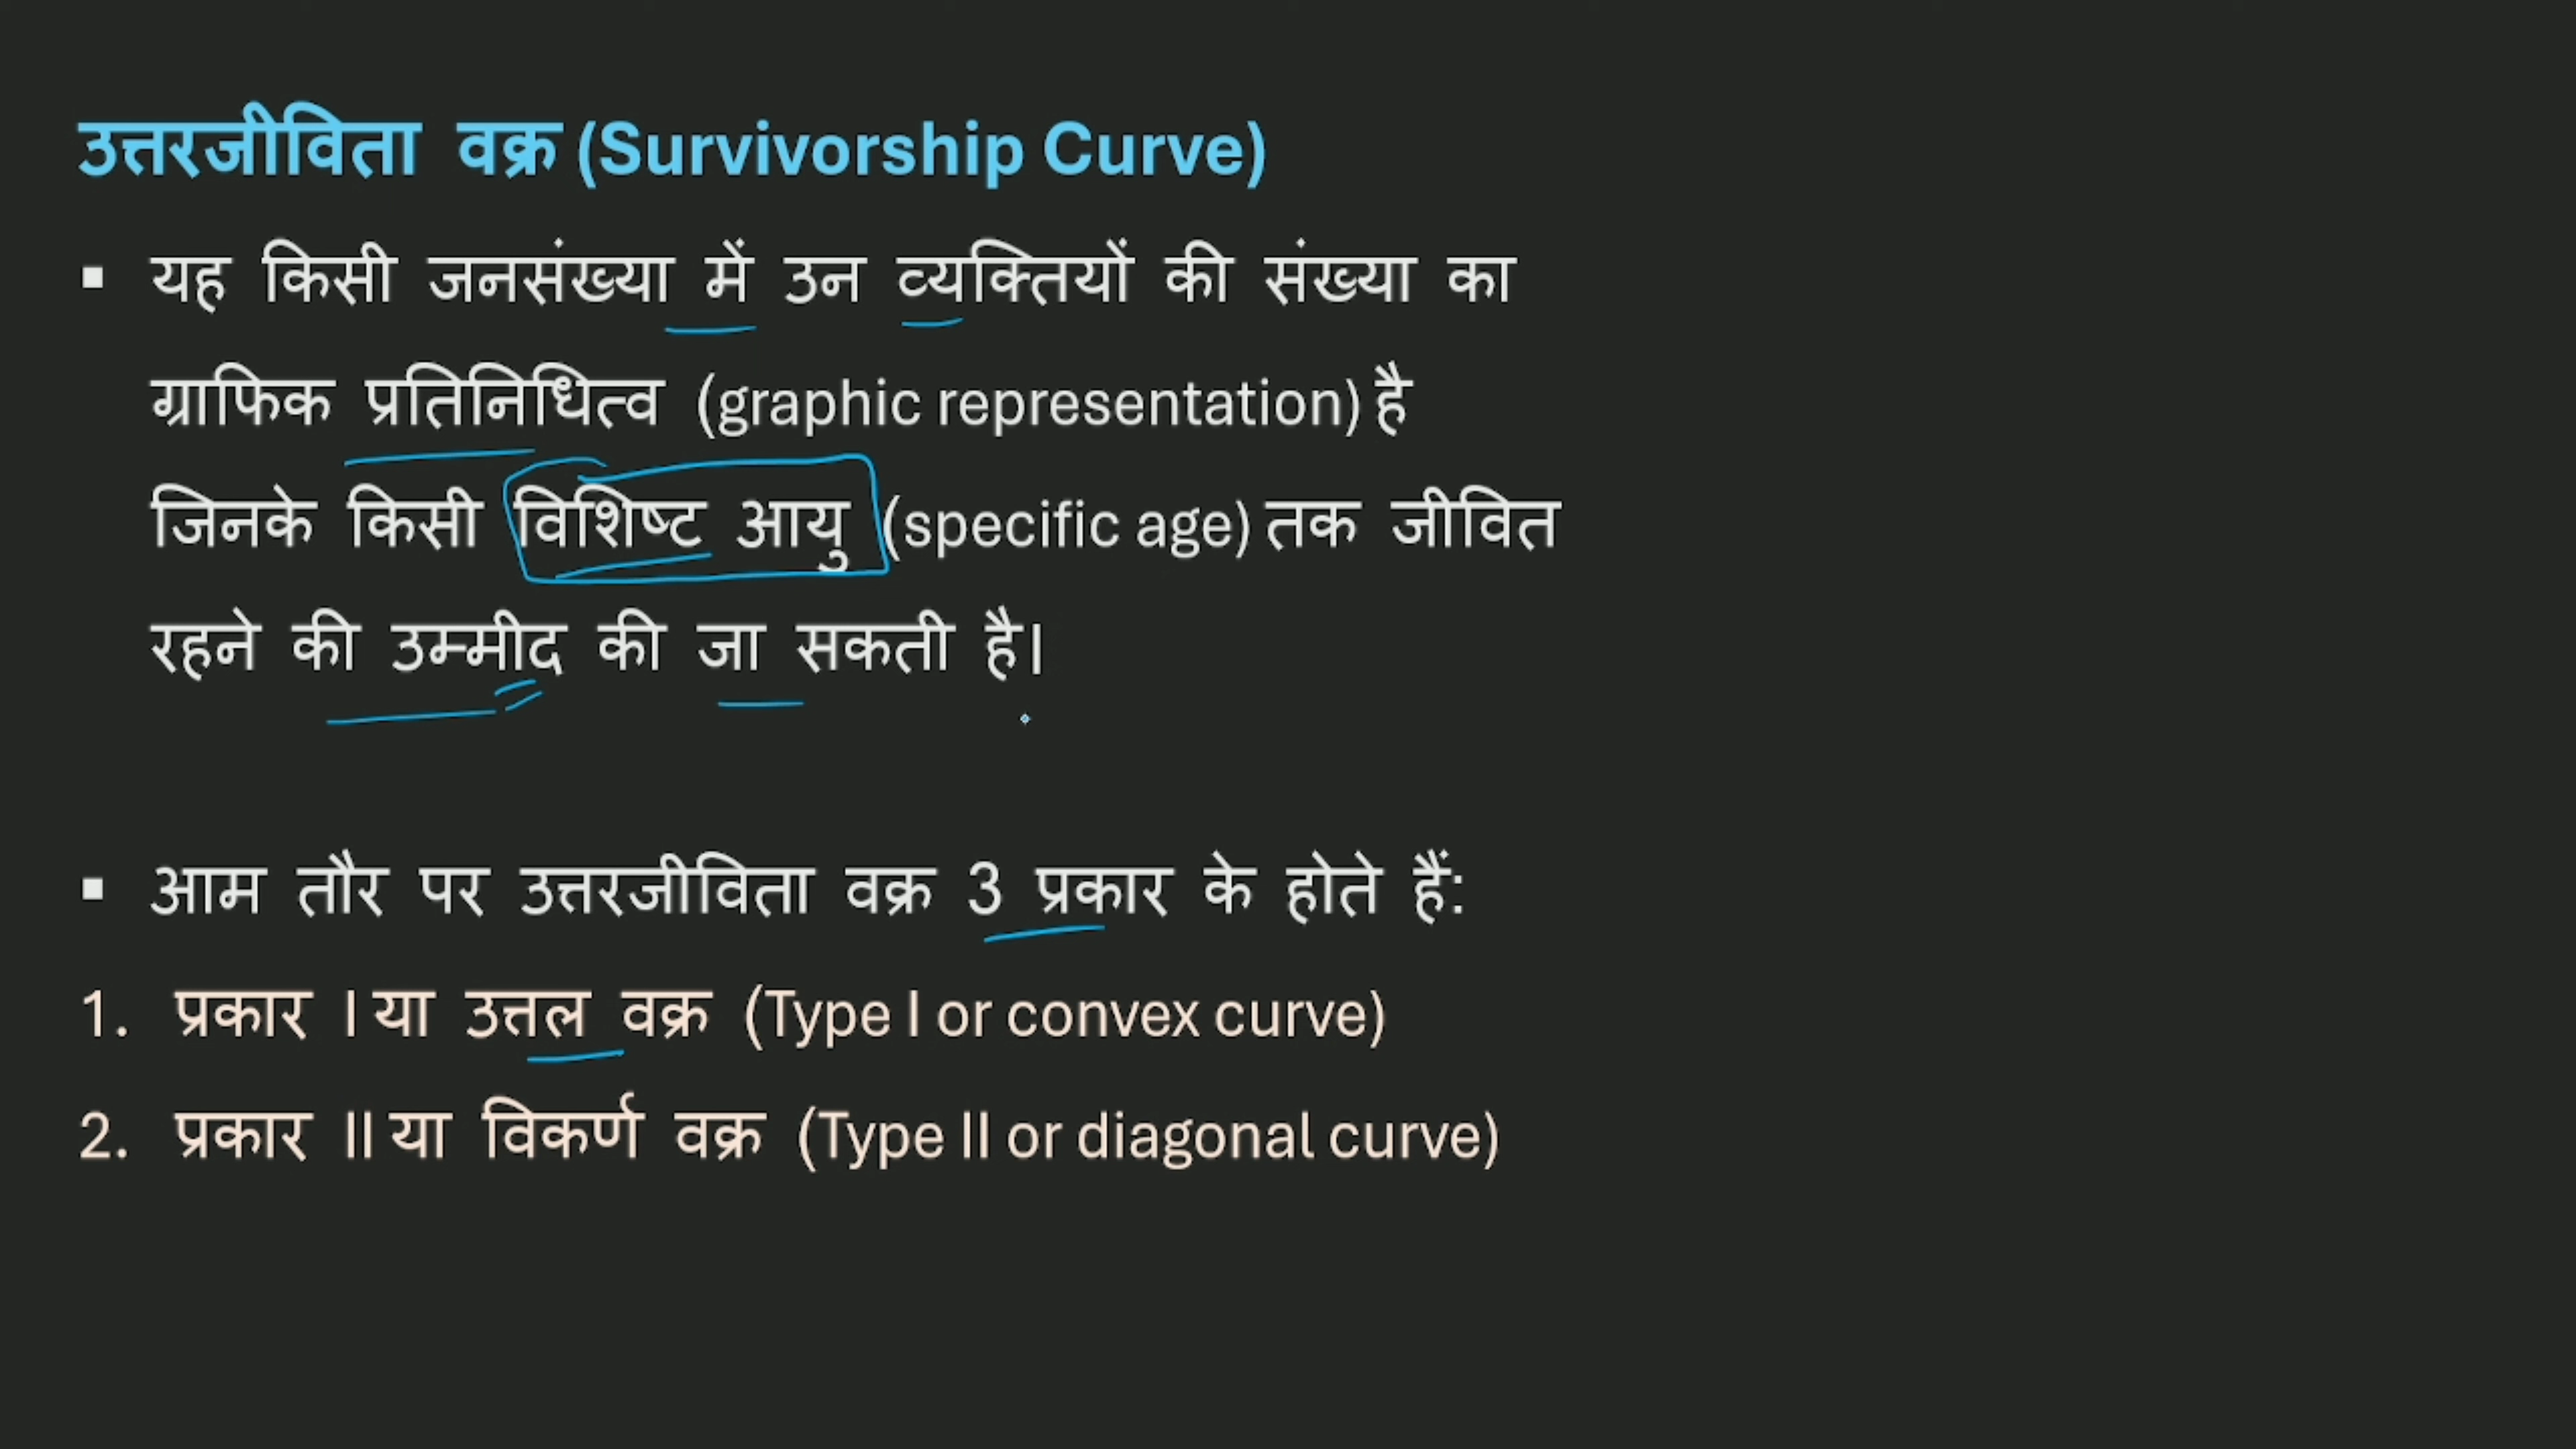 उत्तरजीविता वक्र (Survivorship Curve)
▪ यह किसी जनसंख्या में उन व्यक्तियों की संख्या का
ग्राफिक प्रतिनिधित्व (graphic representation) है
जिनके किसी विशिष्ट आयु (specific age) तक जीवित
रहने की उम्मीद की जा सकती है।
▪ आम तौर पर उत्तरजीविता वक्र 3 प्रकार के होते हैं:
1. प्रकार I या उत्तल वक्र (Type I or convex curve)
2. प्रकार II या विकर्ण वक्र (Type II or diagonal curve)